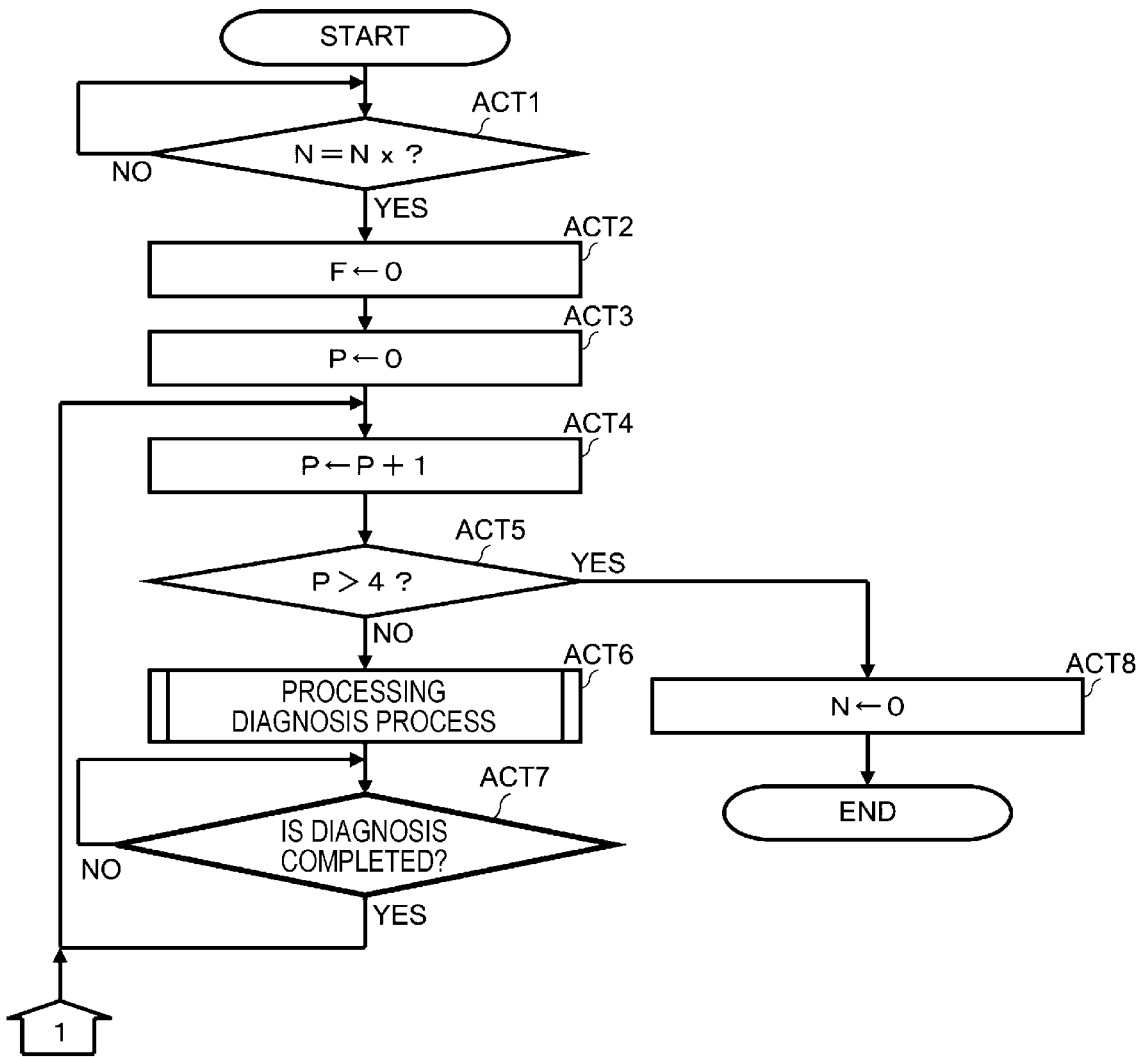 START
ACT1
N=N x ?
NO
YES
ACT2
F←0
ACT3
P←0
ACT4
P←P+1
ACT5
P>4?
YES
NO
ACT6
PROCESSING
DIAGNOSIS PROCESS
ACT8
N←0
ACT7
IS DIAGNOSIS
COMPLETED?
NO
YES
END
1